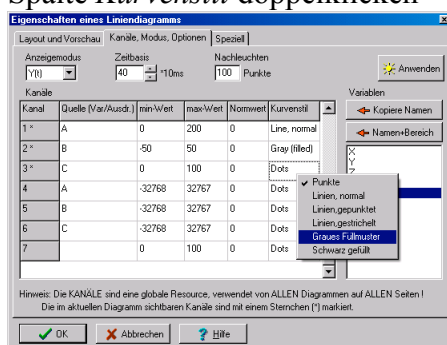 Spalte Kurvenstil doppelklicken
Eigenschaften eines Liniendiagramms
Layout und Vorschau Kanäle, Modus, Optionen Speziell
Anzeigemodus Zeitbasis Nachleuchten
Y(t) 40 *10ms 100 Punkte Anwenden
Kanäle Variablen
Kanal Quelle (Var/Ausdr.) min-Wert max-Wert Normwert Kurvenstil
Kopiere Namen
1 * A 0 200 0 Line, normal
Namen+Bereich
2 * B -50 50 0 Gray (filled)
X
Y
Z
3 * C 0 100 0 Dots
4 A -32768 32767 0 Dots
5 B -32768 32767 0 Dots
6 C -32768 32767 0 Dots
7 0 100 0 Dots
Punkte
Linien, normal
Linien,gepunktet
Linien,gestrichelt
Graues Füllmuster
Schwarz gefüllt
Hinweis: Die KANÄLE sind eine globale Resource, verwendet von ALLEN Diagrammen auf ALLEN Seiten !
Die im aktuellen Diagramm sichtbaren Kanäle sind mit einem Sternchen (*) markiert.
OK Abbrechen Hilfe